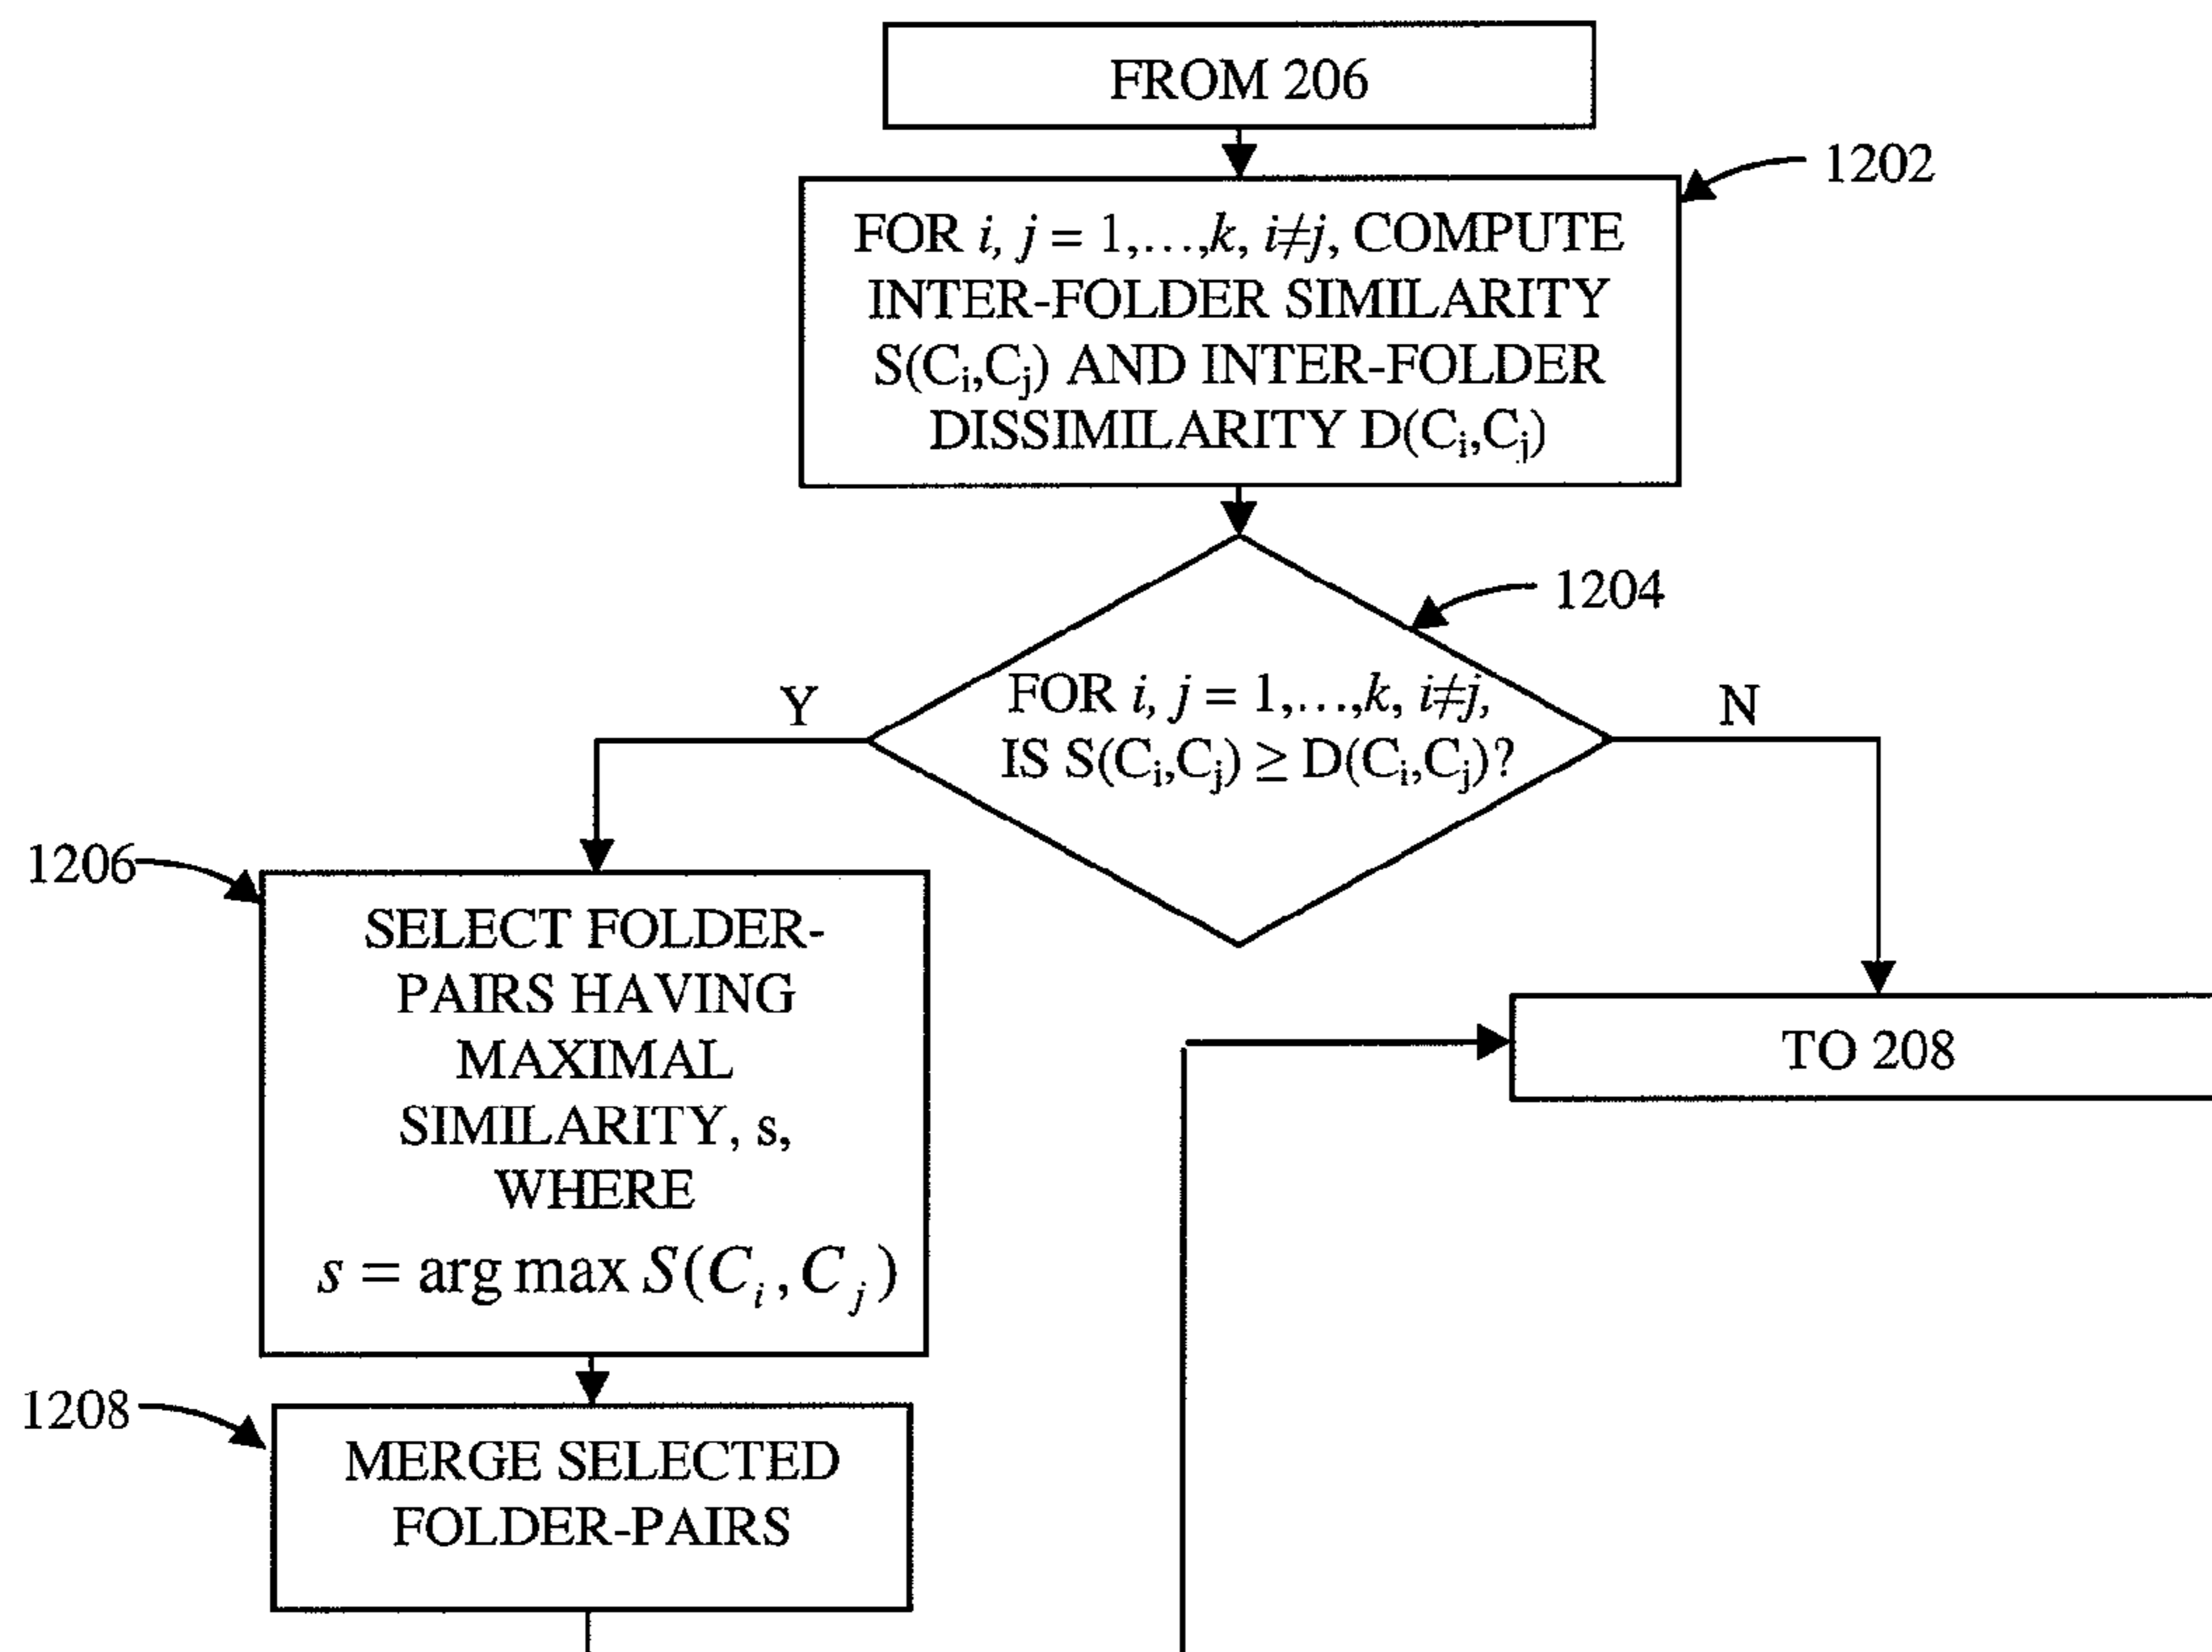 FROM 206
1202
FOR i, j = 1,...,k, i≠j, COMPUTE
INTER-FOLDER SIMILARITY
S(Ci,Cj) AND INTER-FOLDER
DISSIMILARITY D(Ci,Cj)
1204
FOR i, j = 1,...,k, i≠j,
IS S(Ci,Cj) ≥ D(Ci,Cj)?
Y
N
1206
SELECT FOLDER-
PAIRS HAVING
MAXIMAL
SIMILARITY, s,
WHERE
s = arg max S(Ci, Cj)
TO 208
1208
MERGE SELECTED
FOLDER-PAIRS